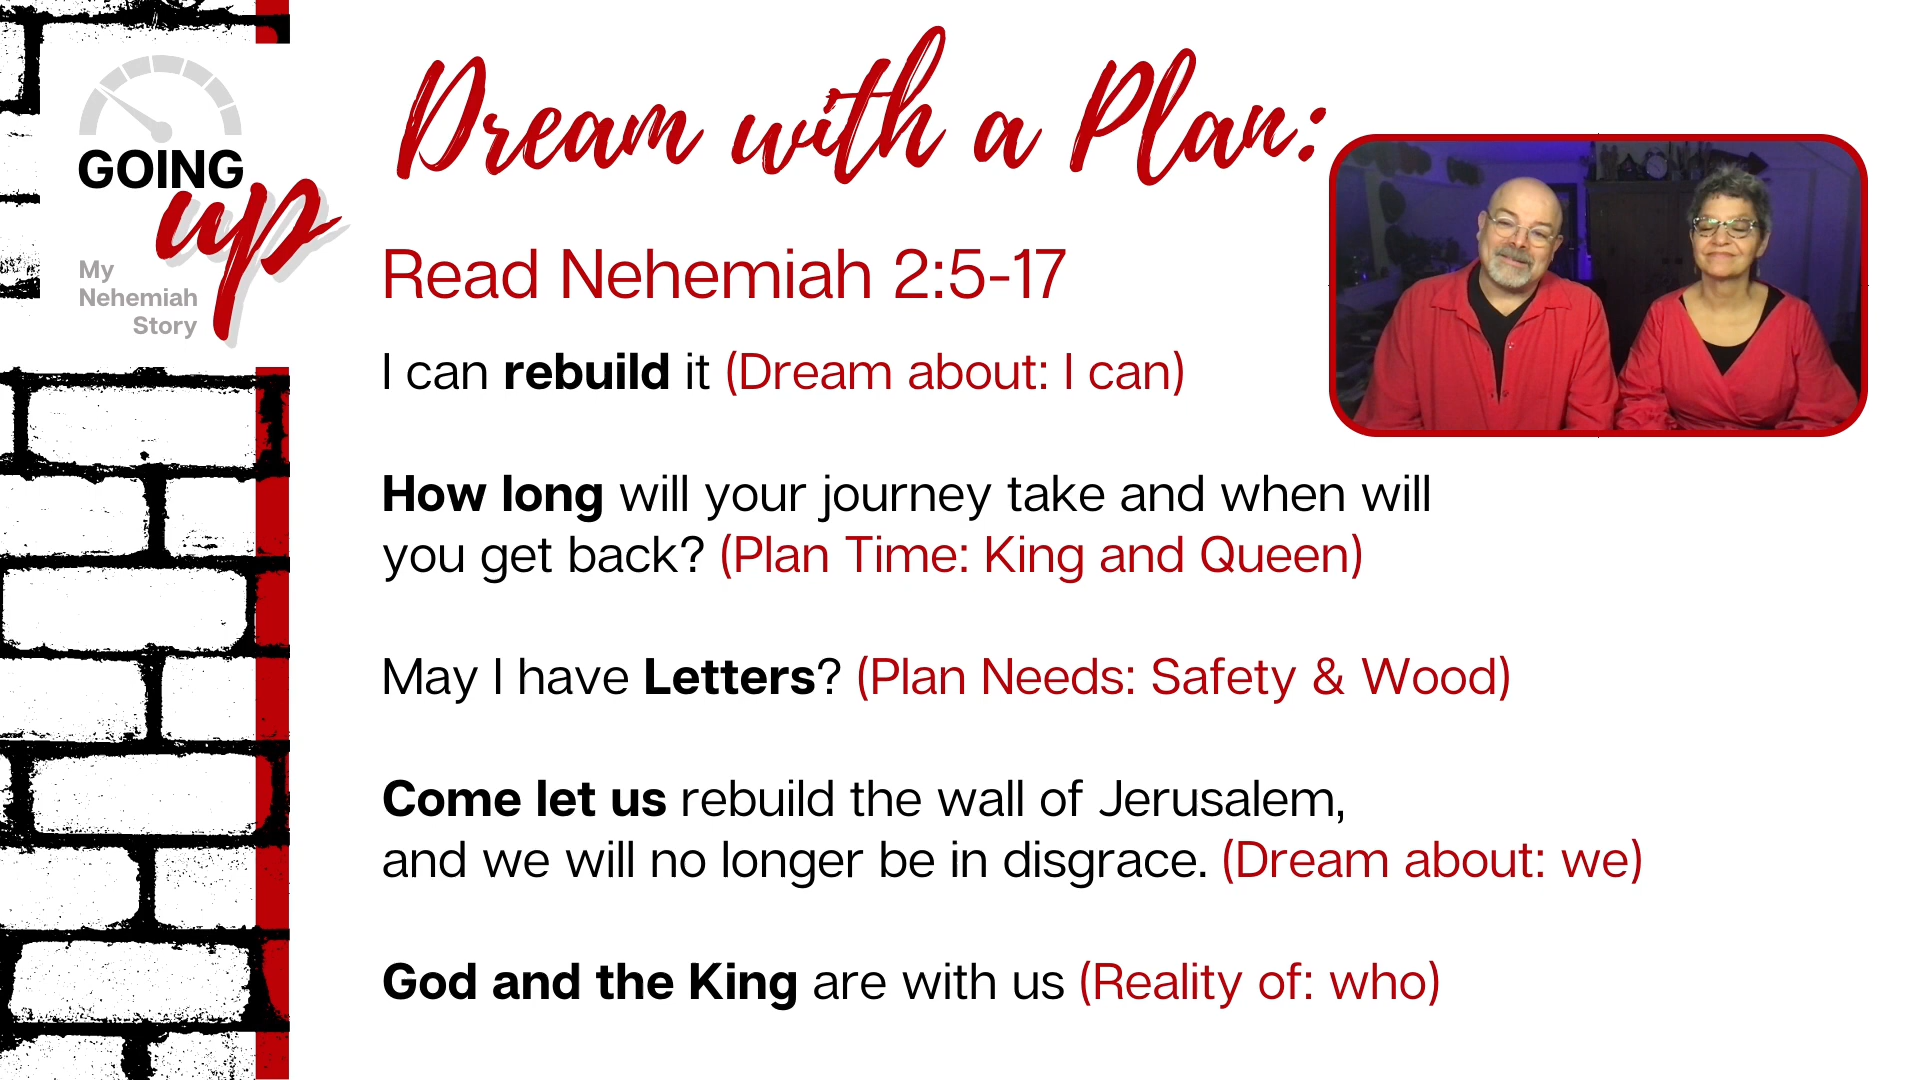 GOING
up
My
Nehemiah
Story
Dream with a Plan:
Read Nehemiah 2:5-17
I can rebuild it (Dream about: I can)
How long will your journey take and when will
you get back? (Plan Time: King and Queen)
May I have Letters? (Plan Needs: Safety & Wood)
Come let us rebuild the wall of Jerusalem,
and we will no longer be in disgrace. (Dream about: we)
God and the King are with us (Reality of: who)